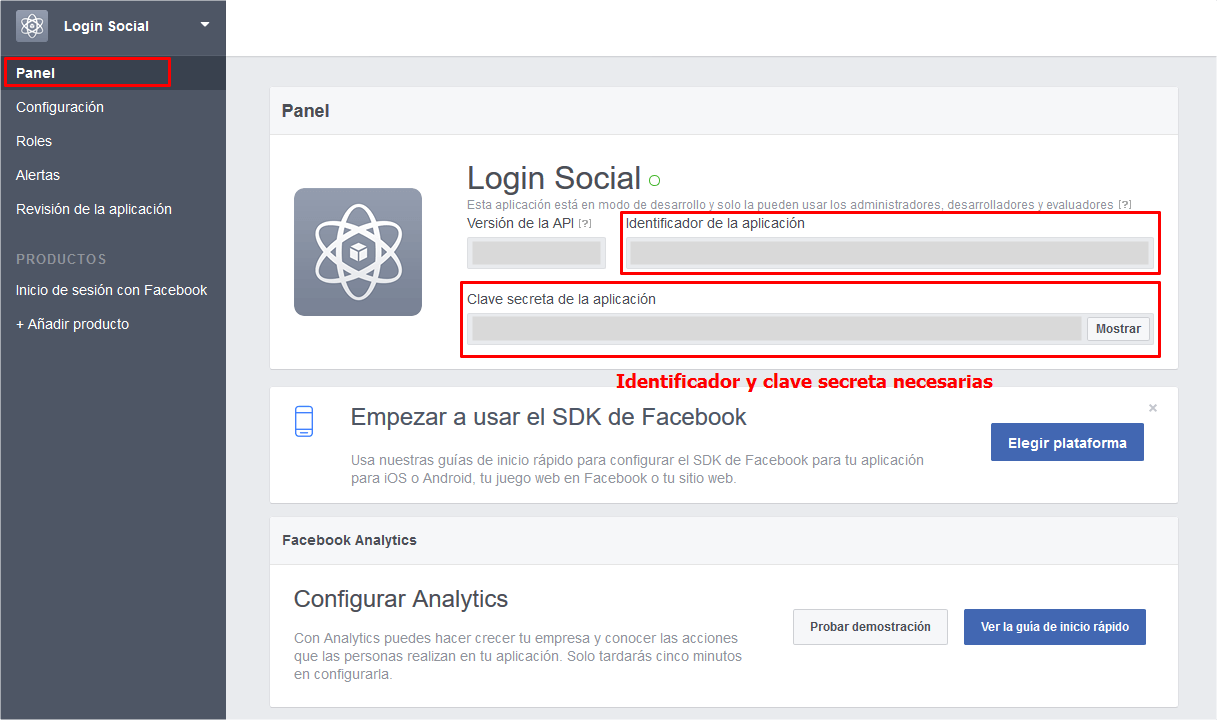 Login Social
Panel
Configuración
Roles
Alertas
Revisión de la aplicación
PRODUCTOS
Inicio de sesión con Facebook
+ Añadir producto
Panel
Login Social
Esta aplicación está en modo de desarrollo y solo la pueden usar los administradores, desarrolladores y evaluadores [?]
Versión de la API [?]
Identificador de la aplicación
Clave secreta de la aplicación
Mostrar
Identificador y clave secreta necesarias
Empezar a usar el SDK de Facebook
Usa nuestras guías de inicio rápido para configurar el SDK de Facebook para tu aplicación
para iOS o Android, tu juego web en Facebook o tu sitio web.
Elegir plataforma
Facebook Analytics
Configurar Analytics
Con Analytics puedes hacer crecer tu empresa y conocer las acciones
que las personas realizan en tu aplicación. Solo tardarás cinco minutos
en configurarla.
Probar demostración
Ver la guía de inicio rápido